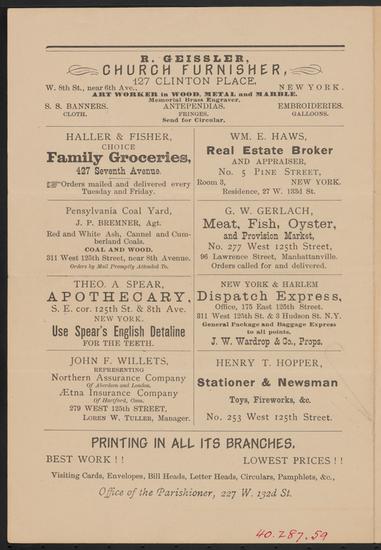 R. GEISSLER,
CHURCH FURNISHER,
127 CLINTON PLACE,
W. 8th St., near 6th Ave., NEW YORK.
ART WORKER in WOOD, METAL and MARBLE.
Memorial Brass Engraver,
S. S. BANNERS. ANTEPENDIAS. EMBROIDERIES.
CLOTH. FRINGES. GALLOONS.
Send for Circular.
HALLER & FISHER,
CHOICE
Family Groceries,
427 Seventh Avenue.
Orders mailed and delivered every
Tuesday and Friday.
WM. E. HAWS,
Real Estate Broker
AND APPRAISER,
No. 5 PINE STREET,
Room 3, NEW YORK.
Residence, 27 W. 133d St.
Pensylvania Coal Yard,
J. P. BREMNER, Agt.
Red and White Ash, Cannel and Cum-
berland Coals.
COAL AND WOOD.
311 West 125th Street, near 8th Avenue.
Orders by Mail Promptly Attended To.
G. W. GERLACH,
Meat, Fish, Oyster,
and Provision Market,
No. 277 West 125th Street,
96 Lawrence Street, Manhattanville.
Orders called for and delivered.
THEO. A SPEAR,
APOTHECARY,
S. E. cor. 125th St. & 8th Ave.
NEW YORK.
Use Spear's English Detaline
FOR THE TEETH.
NEW YORK & HARLEM
Dispatch Express,
Office, 175 East 125th Street.
311 West 125th St. & 3 Hudson St. N.Y.
General Package and Baggage Express
to all points.
J. W. Wardrop & Co., Props.
JOHN F. WILLETS,
REPRESENTING
Northern Assurance Company
Of Aberdeen and London.
Ætna Insurance Company
Of Hartford, Conn.
279 WEST 125th STREET,
LOREN W. TULLER, Manager.
HENRY T. HOPPER,
Stationer & Newsman
Toys, Fireworks, &c.
No. 253 West 125th Street.
PRINTING IN ALL ITS BRANCHES.
BEST WORK ! ! LOWEST PRICES ! !
Visiting Cards, Envelopes, Bill Heads, Letter Heads, Circulars, Pamphlets, &c.,
Office of the Parishioner, 227 W. 132d St.
40.287.59